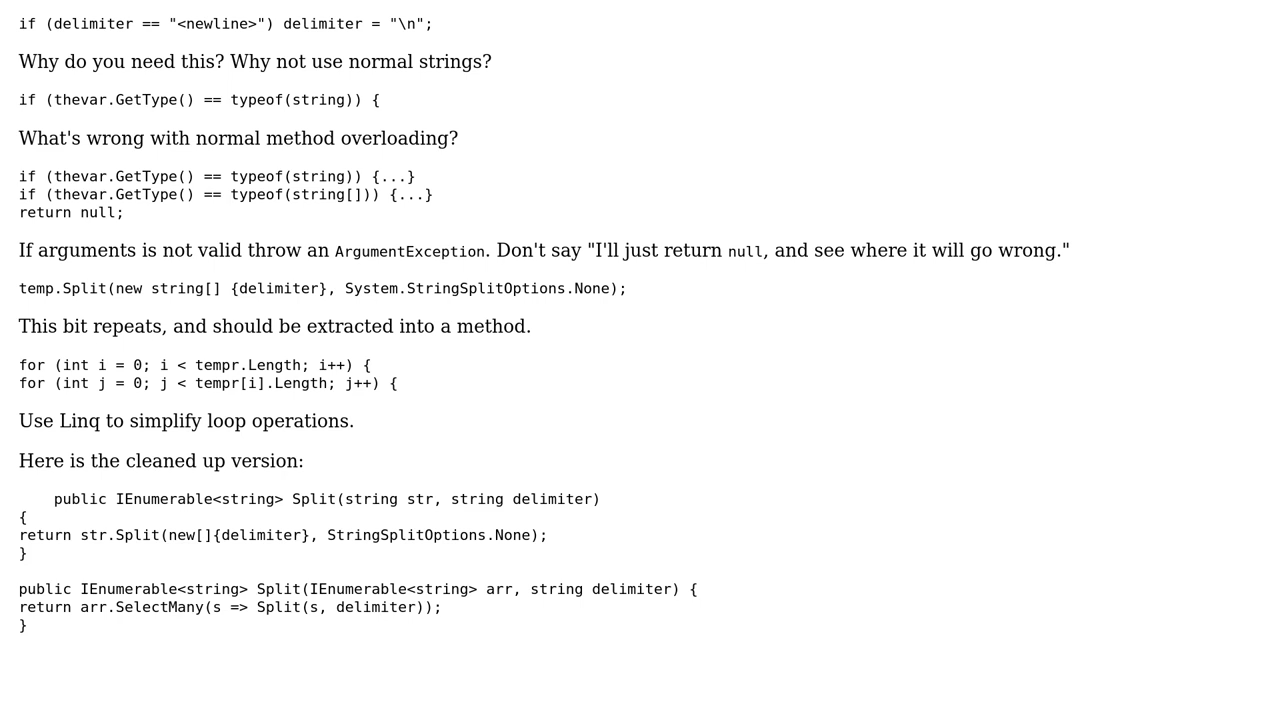 if (delimiter == "<newline>") delimiter = "\n";
Why do you need this? Why not use normal strings?
if (thevar.GetType() == typeof(string)) {
What's wrong with normal method overloading?
if (thevar.GetType() == typeof(string)) {...}
if (thevar.GetType() == typeof(string[])) {...}
return null;
If arguments is not valid throw an ArgumentException. Don't say "I'll just return null, and see where it will go wrong."
temp.Split(new string[] {delimiter}, System.StringSplitOptions.None);
This bit repeats, and should be extracted into a method.
for (int i = 0; i < tempr.Length; i++) {
for (int j = 0; j < tempr[i].Length; j++) {
Use Linq to simplify loop operations.
Here is the cleaned up version:
    public IEnumerable<string> Split(string str, string delimiter)
{
return str.Split(new[]{delimiter}, StringSplitOptions.None);
}
public IEnumerable<string> Split(IEnumerable<string> arr, string delimiter) {
return arr.SelectMany(s => Split(s, delimiter));
}